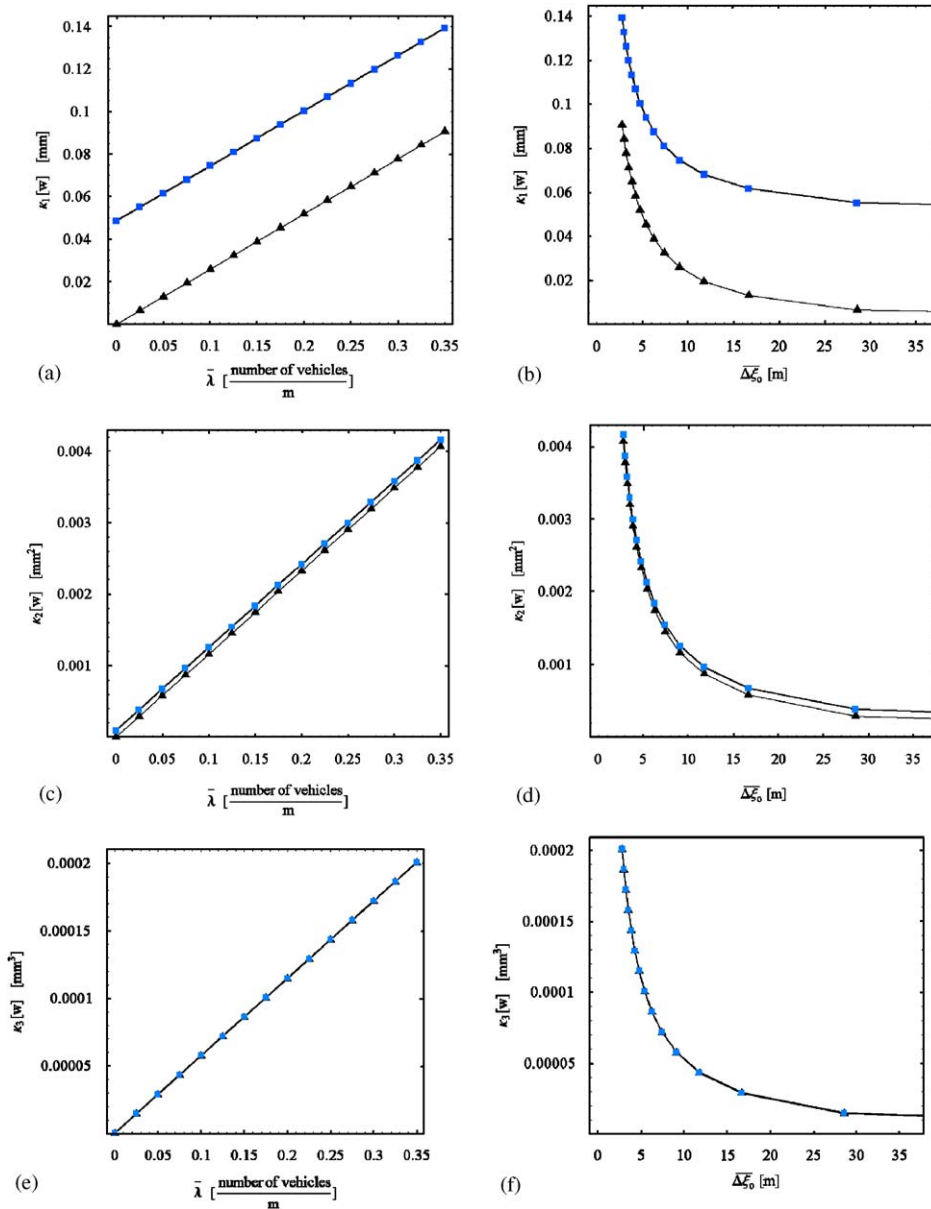 0.14
0.12
0.1
0.08
0.06
0.04
0.02
κ₁[w] [mm]
0 0.05 0.1 0.15 0.2 0.25 0.3 0.35
(a)
λ̄ [number of vehicles/m]
0.14
0.12
0.1
0.08
0.06
0.04
0.02
κ₁[w] [mm]
0 5 10 15 20 25 30 35
(b)
Δξ₀ [m]
0.004
0.003
0.002
0.001
κ₂[w] [mm²]
0 0.05 0.1 0.15 0.2 0.25 0.3 0.35
(c)
λ̄ [number of vehicles/m]
0.004
0.003
0.002
0.001
κ₂[w] [mm²]
0 5 10 15 20 25 30 35
(d)
Δξ₀ [m]
0.0002
0.00015
0.0001
0.00005
κ₃[w] [mm³]
0 0.05 0.1 0.15 0.2 0.25 0.3 0.35
(e)
λ̄ [number of vehicles/m]
0.0002
0.00015
0.0001
0.00005
κ₃[w] [mm³]
0 5 10 15 20 25 30 35
(f)
Δξ₀ [m]